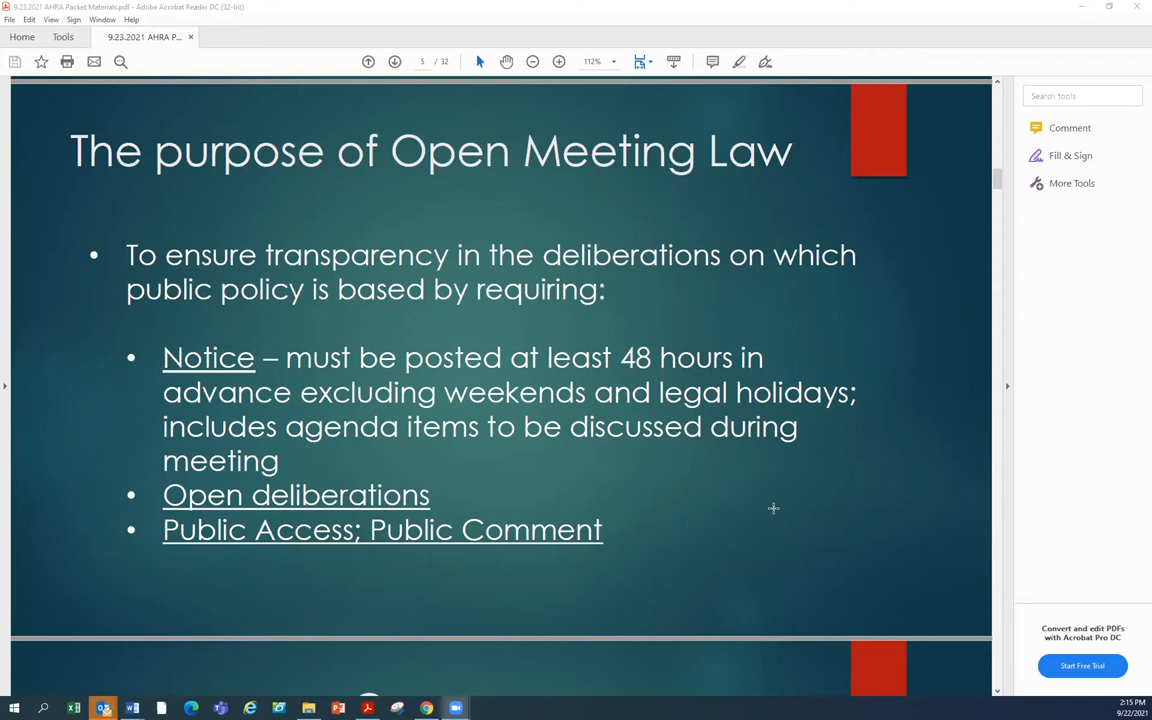 9.23.2021 AHRA Packet Materials.pdf - Adobe Acrobat Reader DC (32-bit)
File Edit View Sign Window Help
Home Tools 9.23.2021 AHRA P... ×
5 / 32 112%
Search tools
Comment
Fill & Sign
More Tools
The purpose of Open Meeting Law
• To ensure transparency in the deliberations on which
public policy is based by requiring:
• Notice – must be posted at least 48 hours in
advance excluding weekends and legal holidays;
includes agenda items to be discussed during
meeting
• Open deliberations
• Public Access; Public Comment
Convert and edit PDFs
with Acrobat Pro DC
Start Free Trial
2:15 PM
9/22/2021